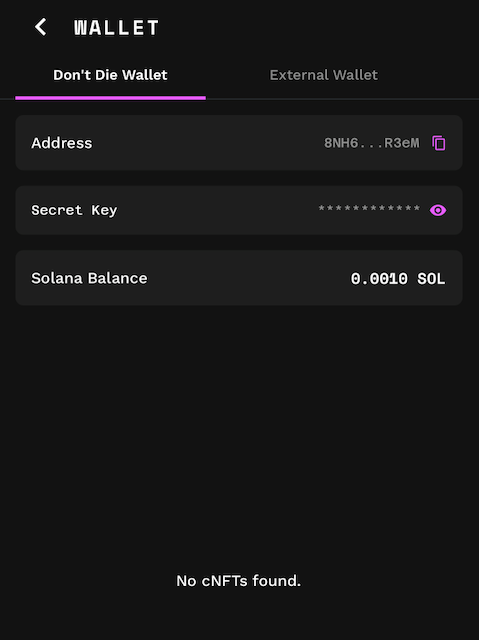 WALLET
Don't Die Wallet External Wallet
Address 8NH6...R3eM
Secret Key ************
Solana Balance 0.0010 SOL
No cNFTs found.